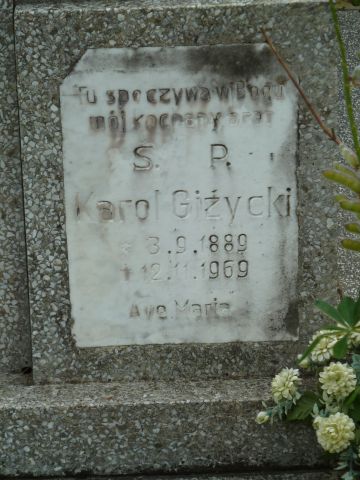 Tu spoczywa w Bogu
mój kochany brat
Ś. P.
Karol Giżycki
* 3.9.1889
† 12.11.1969
Ave Maria